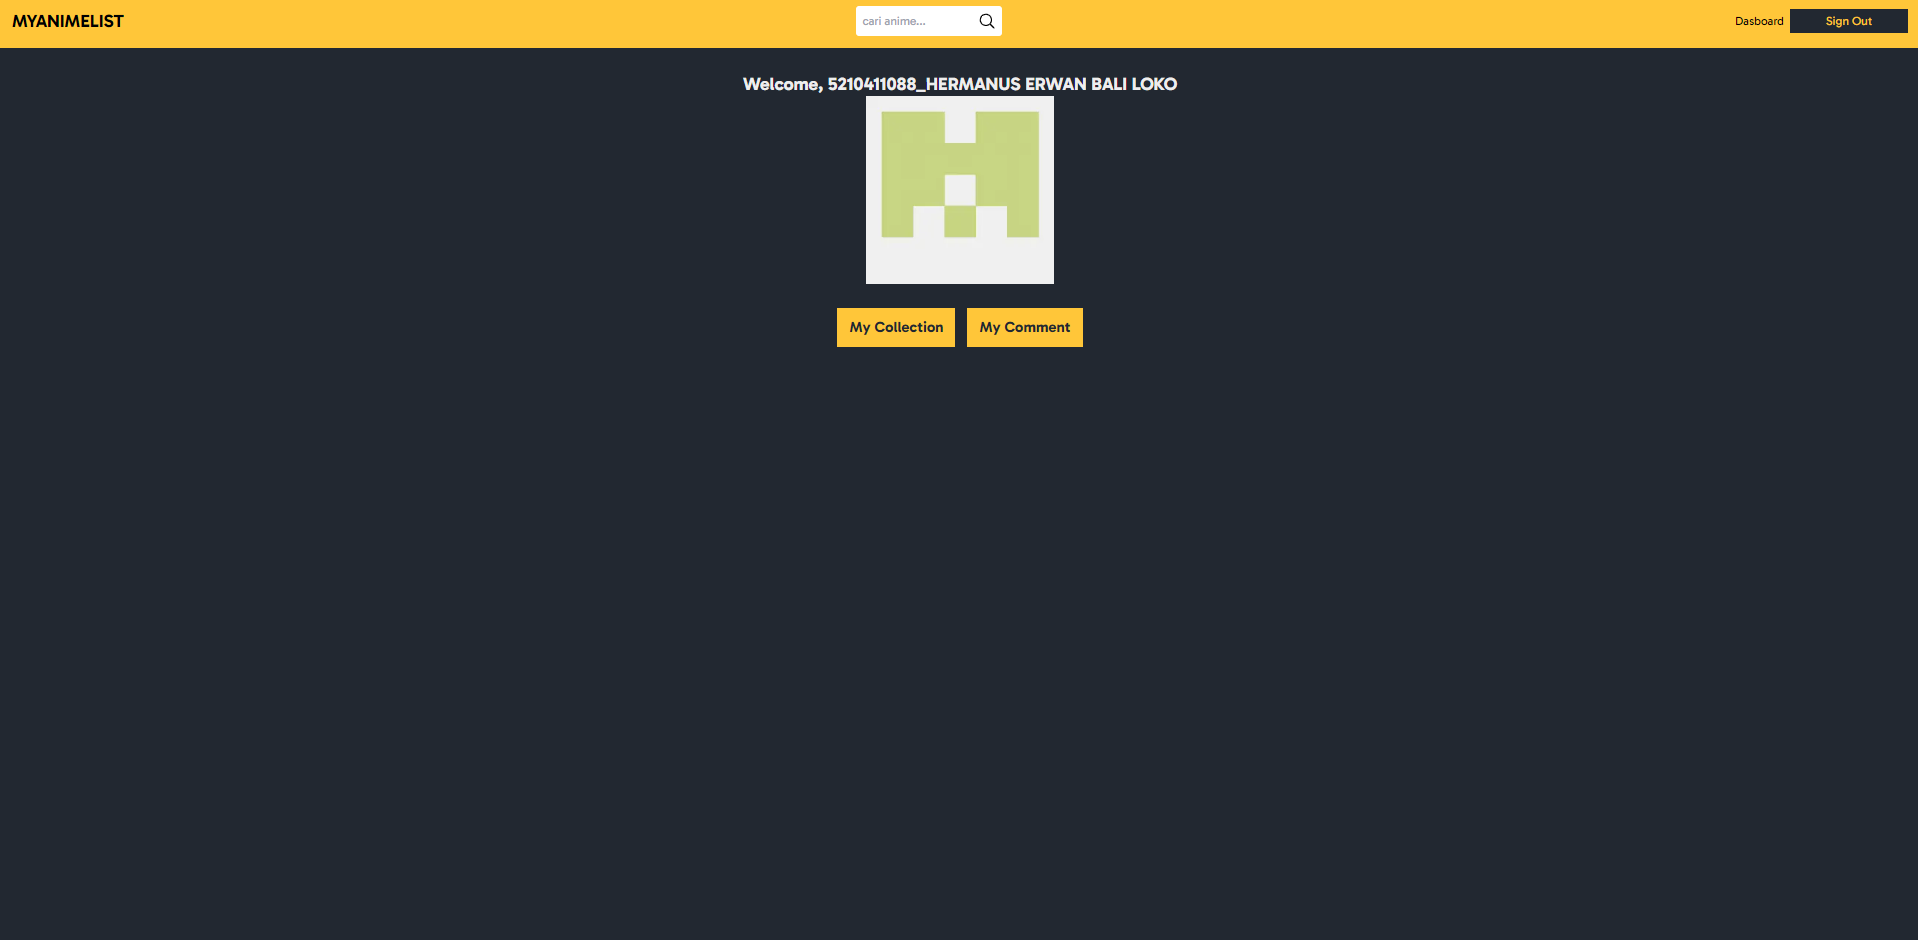 MYANIMELIST
cari anime...
Dasboard
Sign Out
Welcome, 5210411088_HERMANUS ERWAN BALI LOKO
My Collection
My Comment